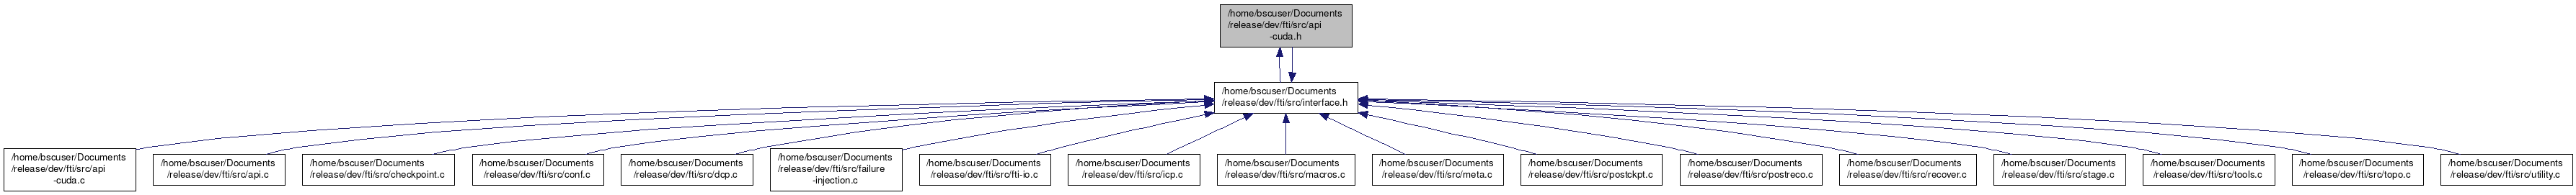 /home/bscuser/Documents
/release/dev/fti/src/api
-cuda.h
/home/bscuser/Documents
/release/dev/fti/src/interface.h
/home/bscuser/Documents
/release/dev/fti/src/api
-cuda.c
/home/bscuser/Documents
/release/dev/fti/src/api.c
/home/bscuser/Documents
/release/dev/fti/src/checkpoint.c
/home/bscuser/Documents
/release/dev/fti/src/conf.c
/home/bscuser/Documents
/release/dev/fti/src/dcp.c
/home/bscuser/Documents
/release/dev/fti/src/failure
-injection.c
/home/bscuser/Documents
/release/dev/fti/src/fti-io.c
/home/bscuser/Documents
/release/dev/fti/src/icp.c
/home/bscuser/Documents
/release/dev/fti/src/macros.c
/home/bscuser/Documents
/release/dev/fti/src/meta.c
/home/bscuser/Documents
/release/dev/fti/src/postckpt.c
/home/bscuser/Documents
/release/dev/fti/src/postreco.c
/home/bscuser/Documents
/release/dev/fti/src/recover.c
/home/bscuser/Documents
/release/dev/fti/src/stage.c
/home/bscuser/Documents
/release/dev/fti/src/tools.c
/home/bscuser/Documents
/release/dev/fti/src/topo.c
/home/bscuser/Documents
/release/dev/fti/src/utility.c